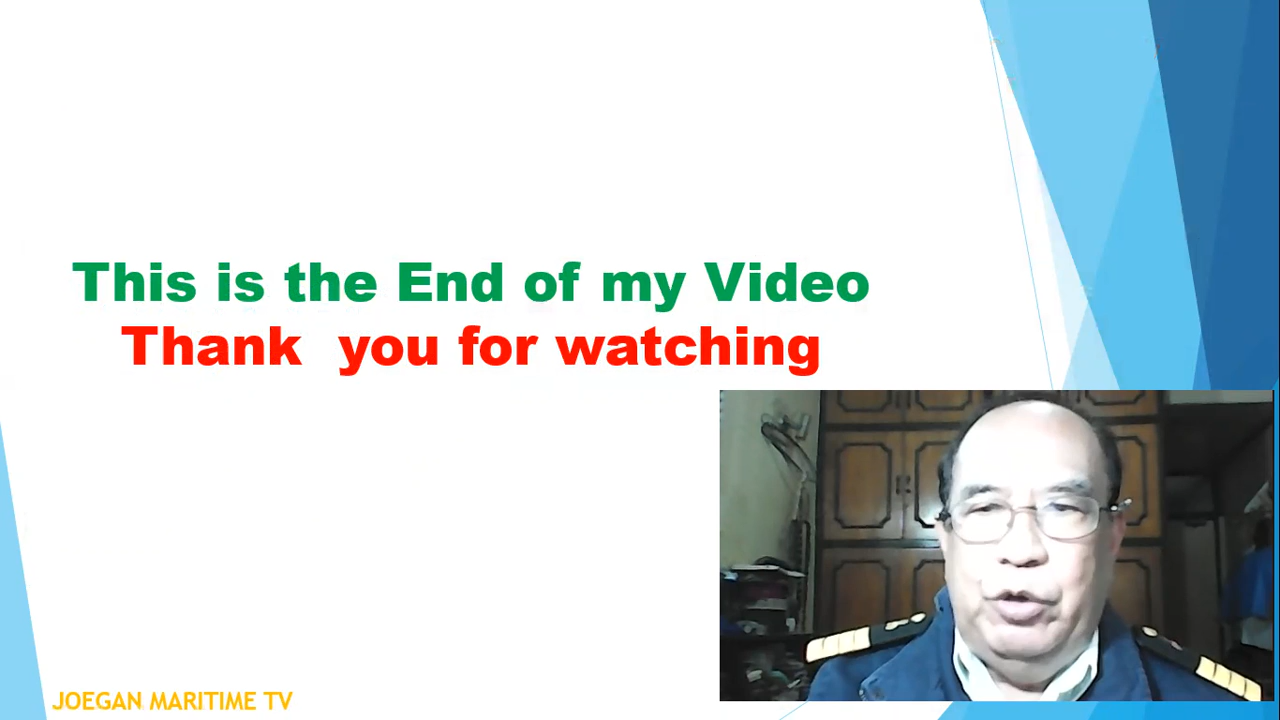 This is the End of my Video
Thank you for watching
JOEGAN MARITIME TV